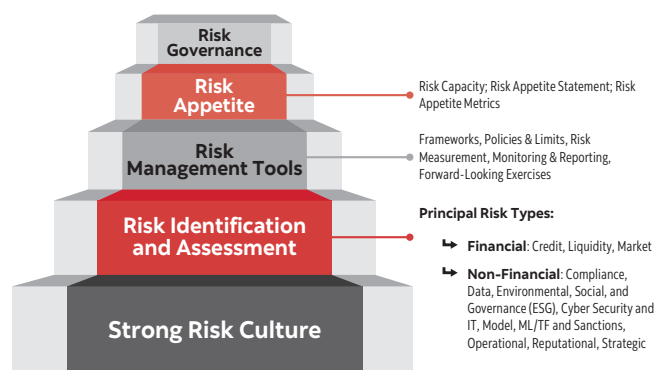 Risk
Governance
Risk
Appetite
Risk Capacity; Risk Appetite Statement; Risk
Appetite Metrics
Risk
Management Tools
Frameworks, Policies & Limits, Risk
Measurement, Monitoring & Reporting,
Forward-Looking Exercises
Risk Identification
and Assessment
Principal Risk Types:
Financial: Credit, Liquidity, Market
Non-Financial: Compliance,
Data, Environmental, Social, and
Governance (ESG), Cyber Security and
IT, Model, ML/TF and Sanctions,
Operational, Reputational, Strategic
Strong Risk Culture